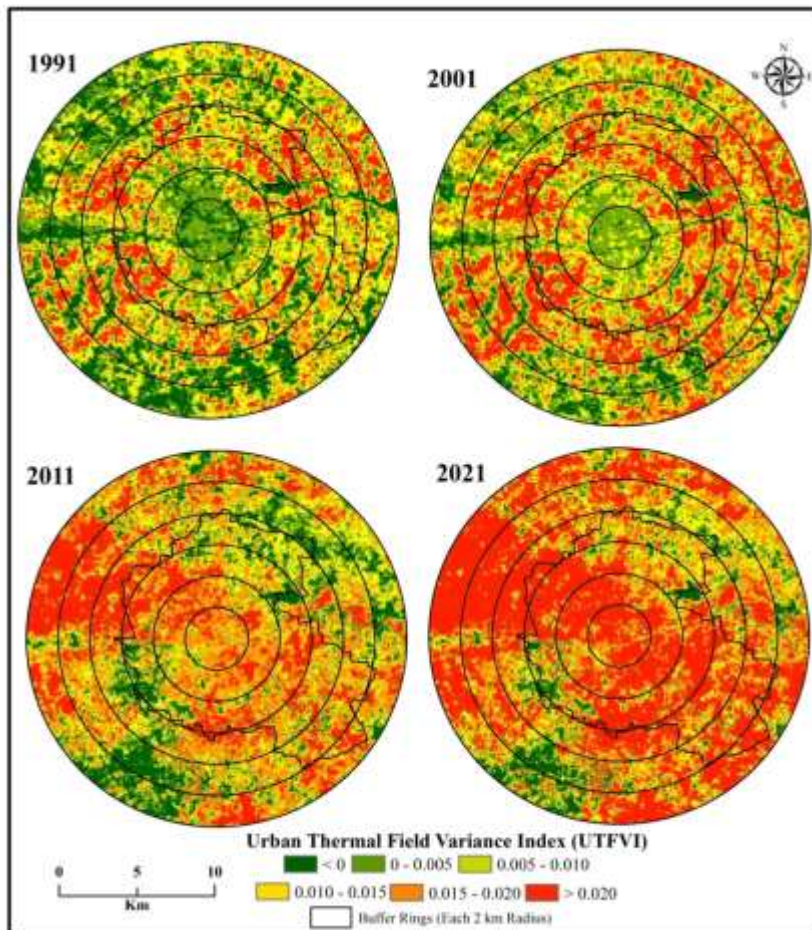 1991
2001
N
W
E
S
2011
2021
Urban Thermal Field Variance Index (UTFVI)
< 0
0 - 0.005
0.005 - 0.010
0 5 10
Km
0.010 - 0.015
0.015 - 0.020
> 0.020
Buffer Rings (Each 2 km Radius)